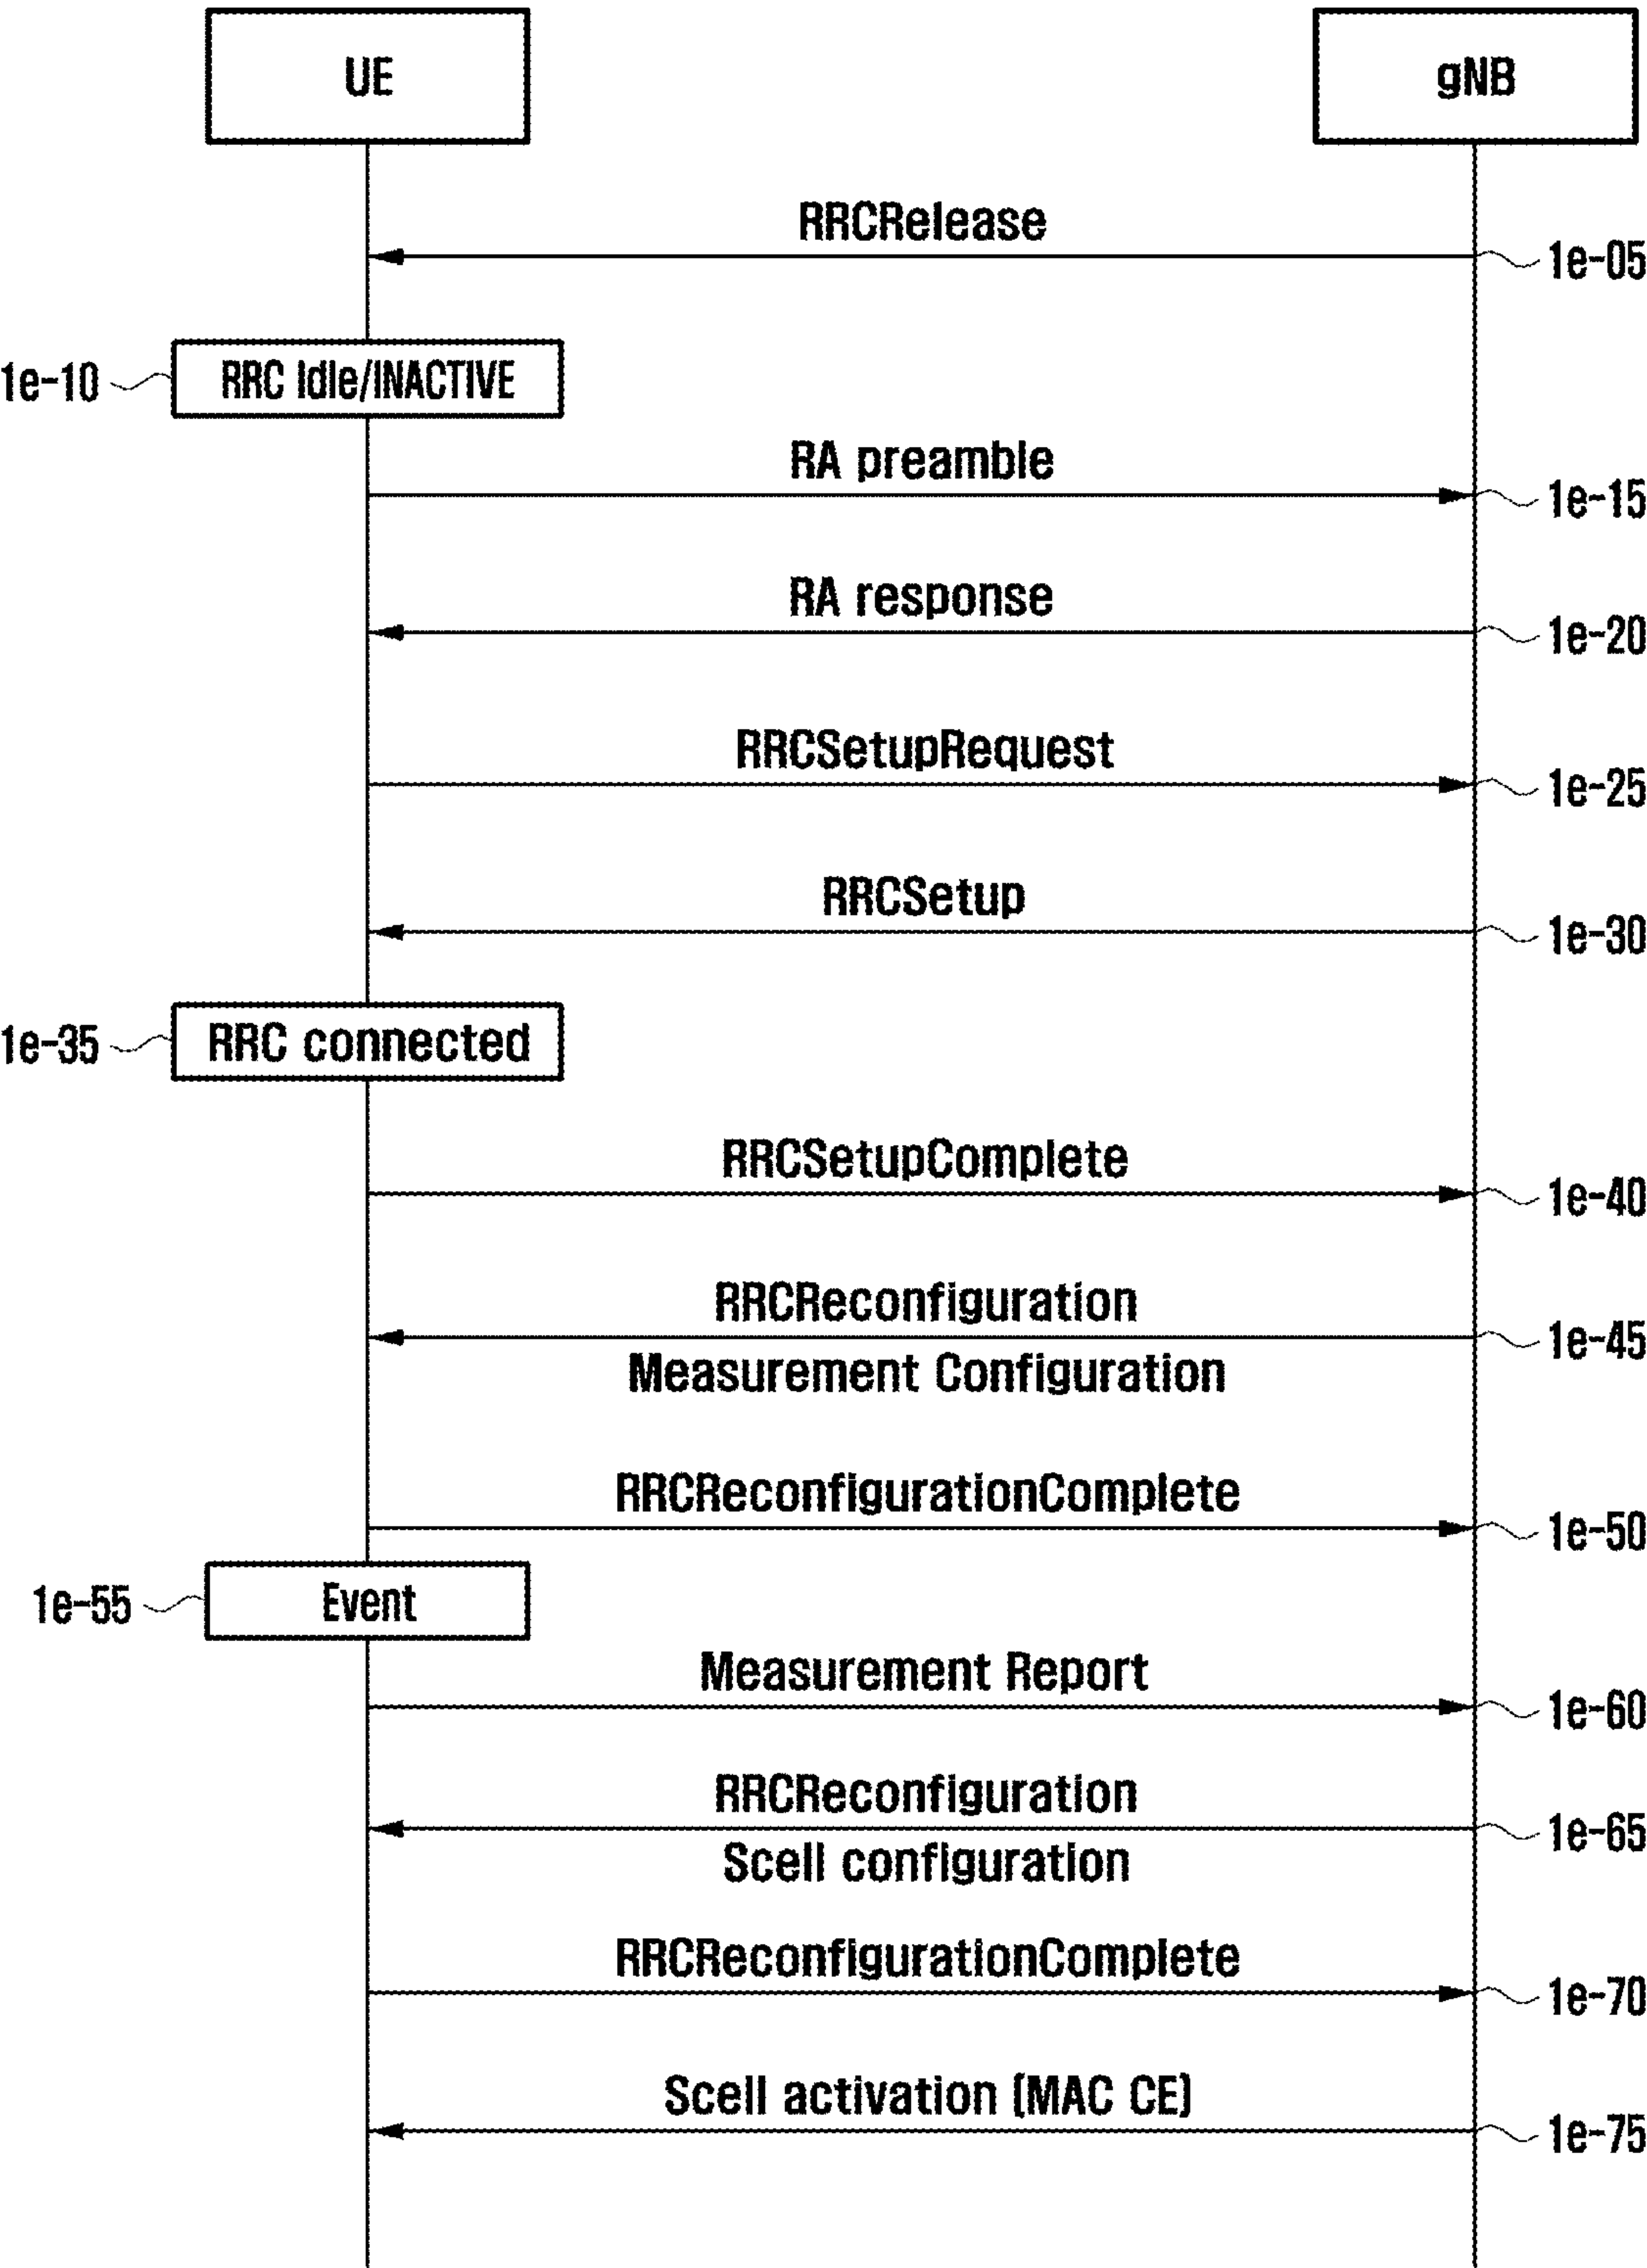 UE
gNB
RRCRelease
1e-05
1e-10
RRC Idle/INACTIVE
RA preamble
1e-15
RA response
1e-20
RRCSetupRequest
1e-25
RRCSetup
1e-30
1e-35
RRC connected
RRCSetupComplete
1e-40
RRCReconfiguration
1e-45
Measurement Configuration
RRCReconfigurationComplete
1e-50
1e-55
Event
Measurement Report
1e-60
RRCReconfiguration
1e-65
Scell configuration
RRCReconfigurationComplete
1e-70
Scell activation (MAC CE)
1e-75